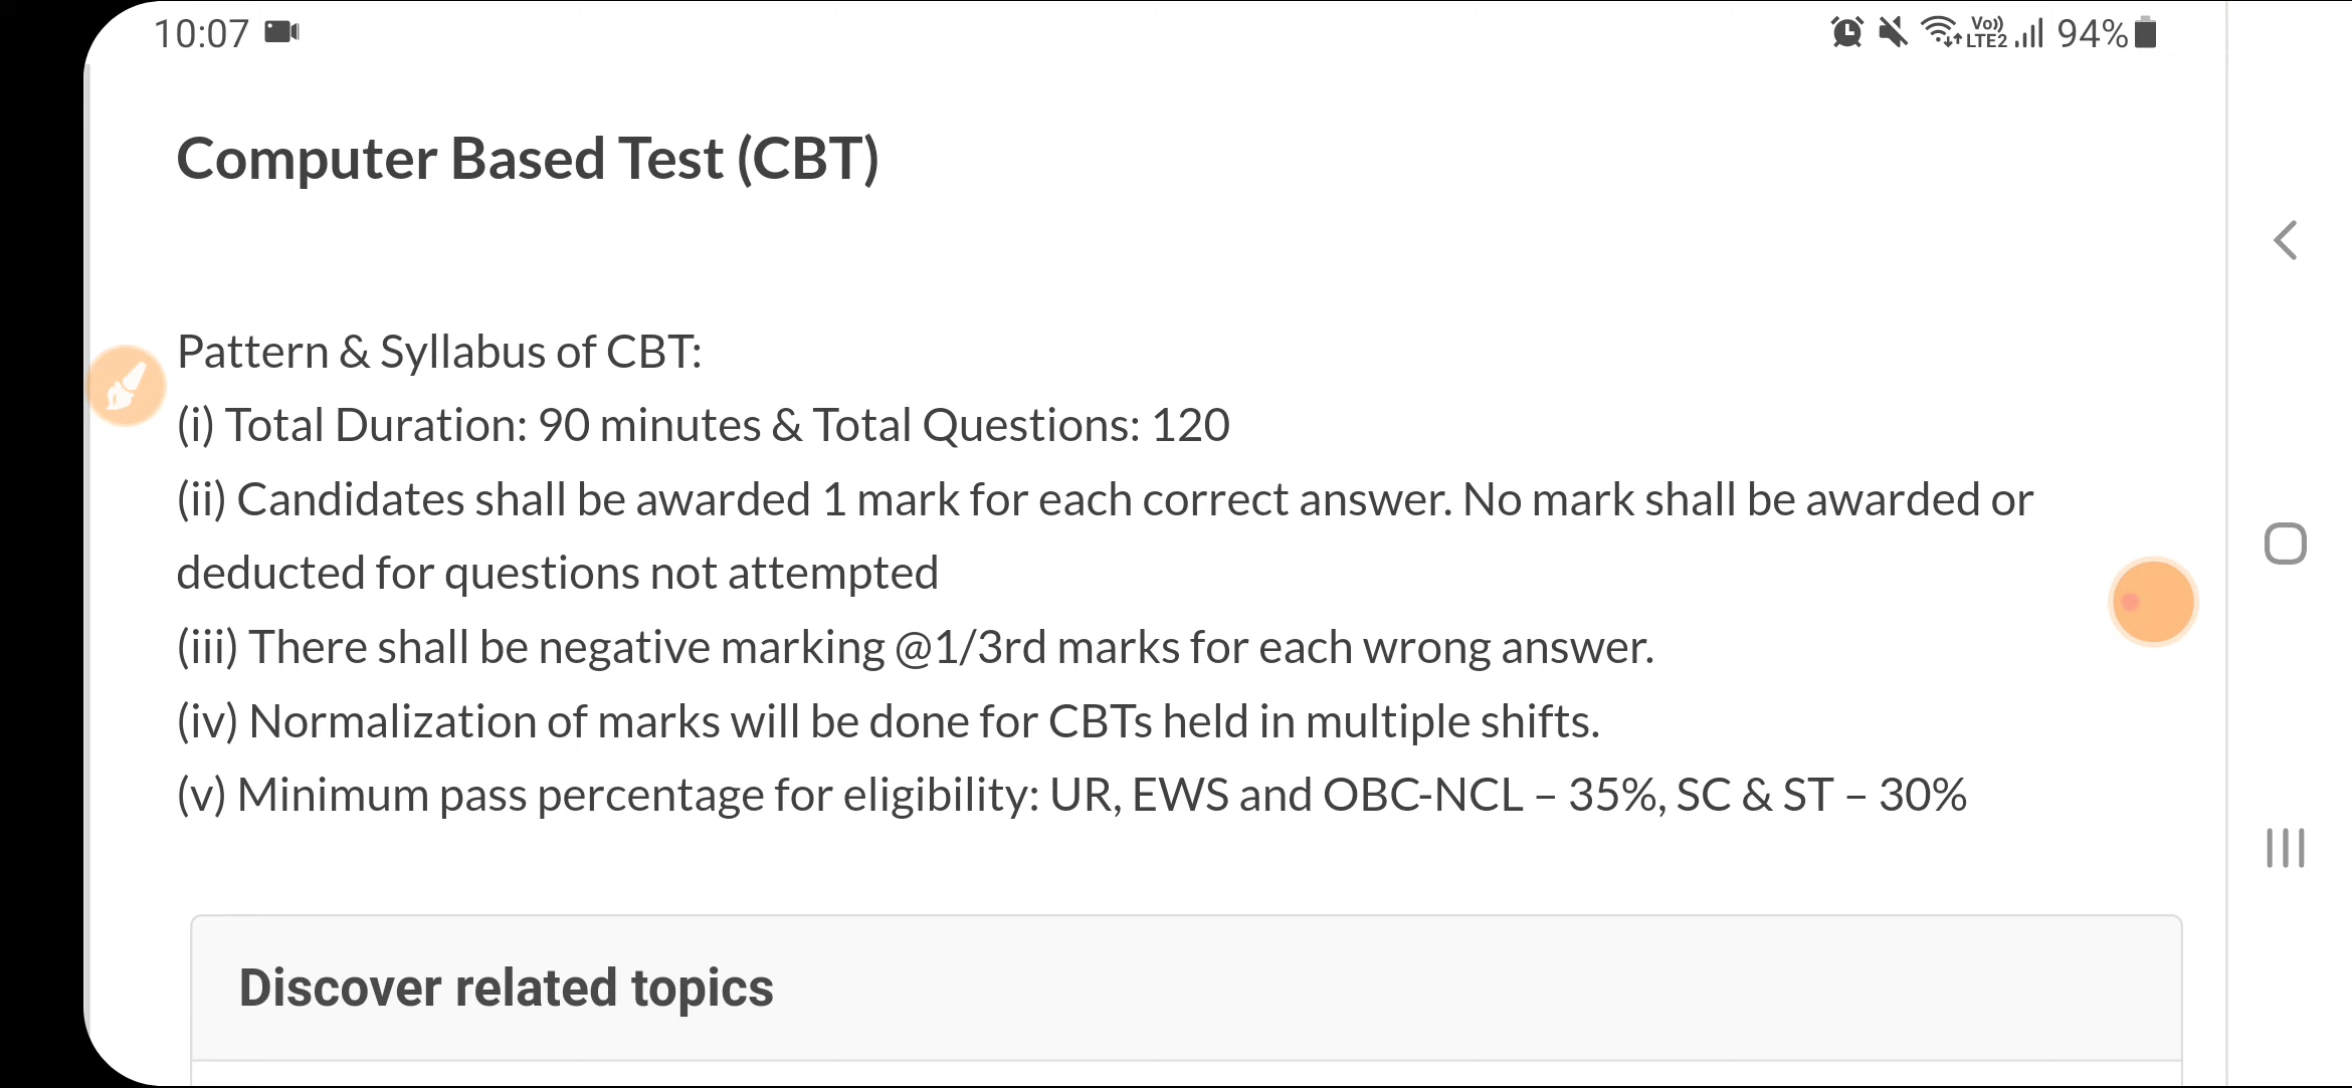 10:07
Vo)) LTE2 94%
Computer Based Test (CBT)
Pattern & Syllabus of CBT:
(i) Total Duration: 90 minutes & Total Questions: 120
(ii) Candidates shall be awarded 1 mark for each correct answer. No mark shall be awarded or
deducted for questions not attempted
(iii) There shall be negative marking @1/3rd marks for each wrong answer.
(iv) Normalization of marks will be done for CBTs held in multiple shifts.
(v) Minimum pass percentage for eligibility: UR, EWS and OBC-NCL – 35%, SC & ST – 30%
Discover related topics